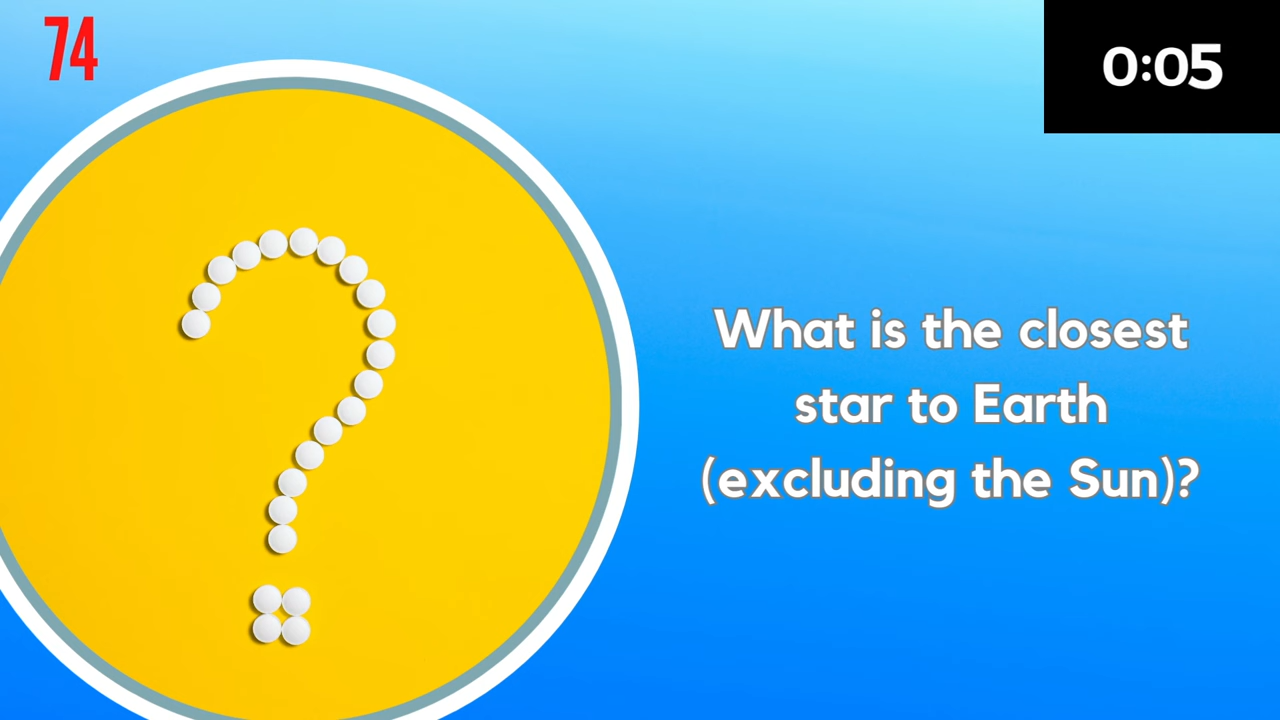 74
0:05
What is the closest
star to Earth
(excluding the Sun)?